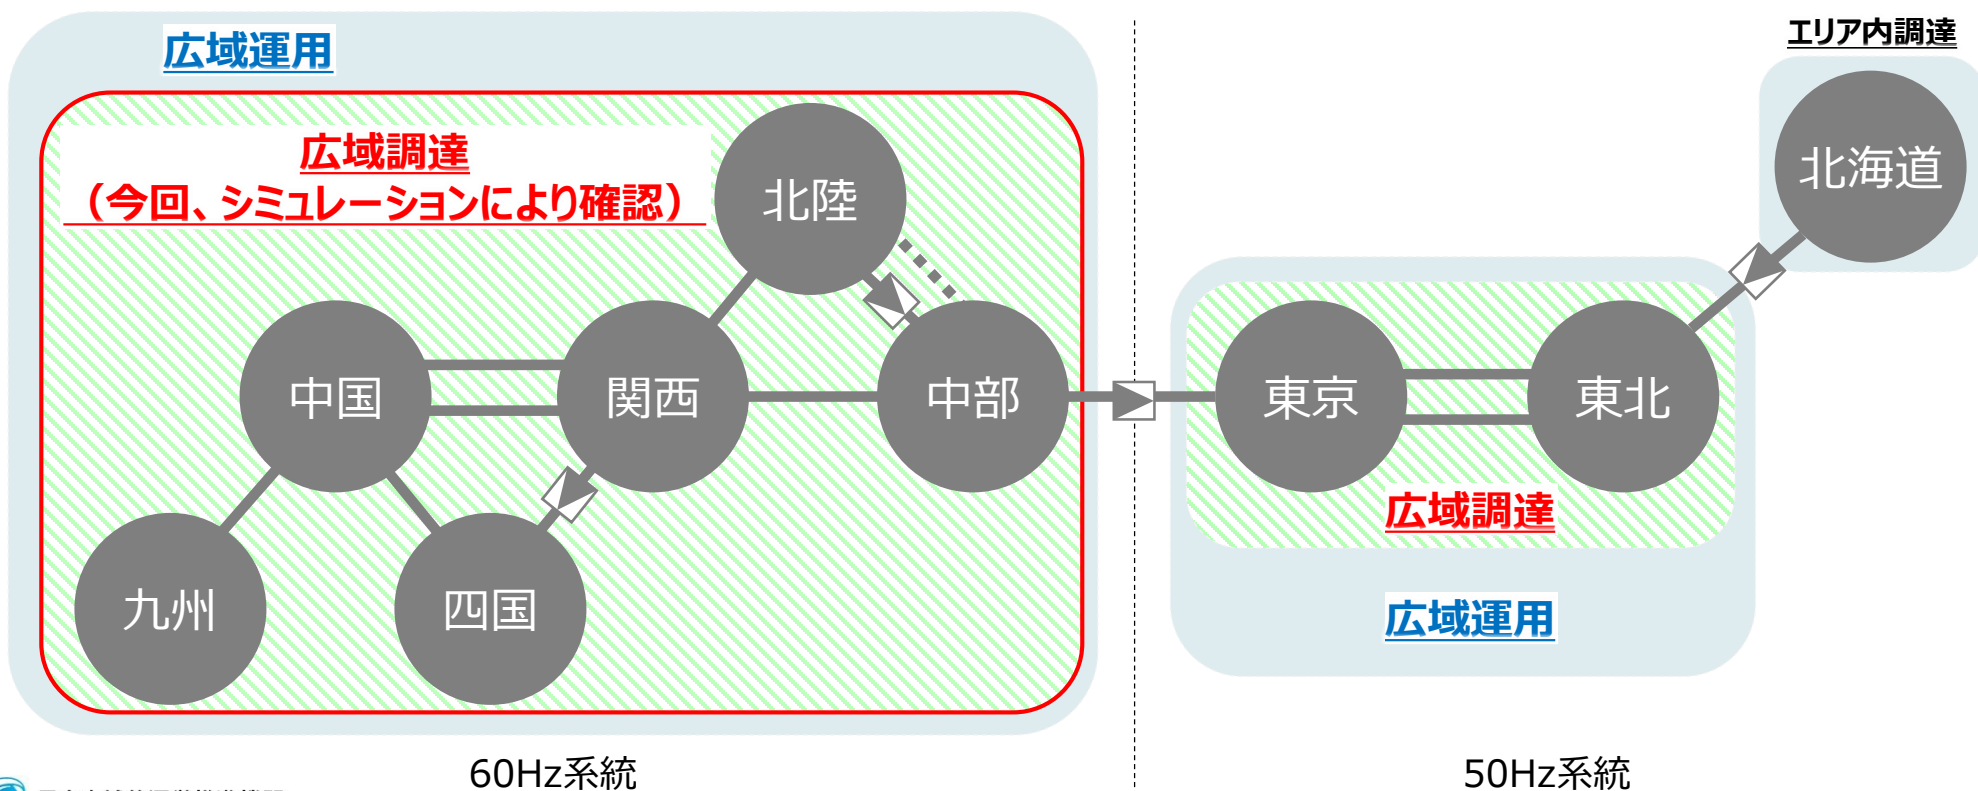 広域運用
エリア内調達
広域調達
（今回、シミュレーションにより確認）
北陸
北海道
中国
関西
中部
東京
東北
広域調達
九州
四国
広域運用
60Hz系統
50Hz系統